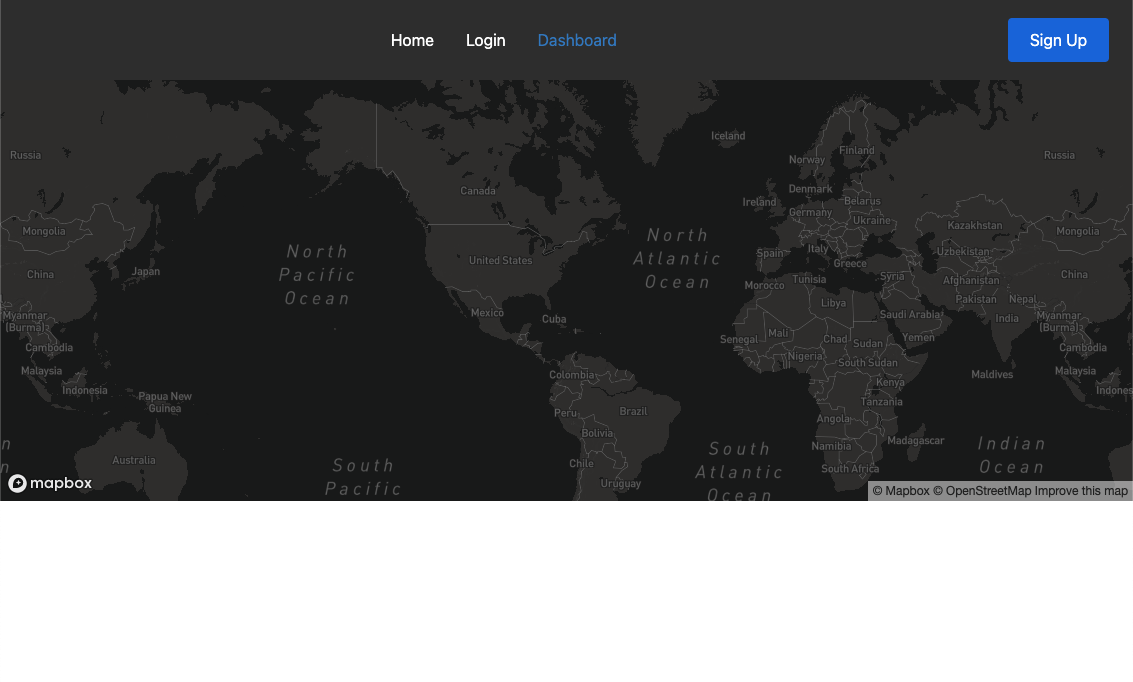 Home
Login
Dashboard
Sign Up
Iceland
Russia
Finland
Russia
Norway
Canada
Denmark
Ireland
Belarus
Germany
Ukraine
Mongolia
Kazakhstan
Mongolia
North
Pacific
Ocean
North
Atlantic
Ocean
Italy
Spain
Uzbekistan
United States
Greece
China
Japan
Syria
China
Tunisia
Morocco
Afghanistan
Pakistan
Nepal
Libya
Mexico
Cuba
Saudi Arabia
India
Myanmar
(Burma)
Myanmar
(Burma)
Mali
Senegal
Chad
Sudan
Yemen
Cambodia
Cambodia
Nigeria
South Sudan
Malaysia
Colombia
Maldives
Malaysia
Kenya
Indonesia
Indones
Papua New
Guinea
Tanzania
Peru
Brazil
Angola
Bolivia
Madagascar
Namibia
n
n
South
Atlantic
Ocean
Indian
Ocean
Australia
Chile
South Africa
South
Pacific
Uruguay
mapbox
© Mapbox © OpenStreetMap Improve this map